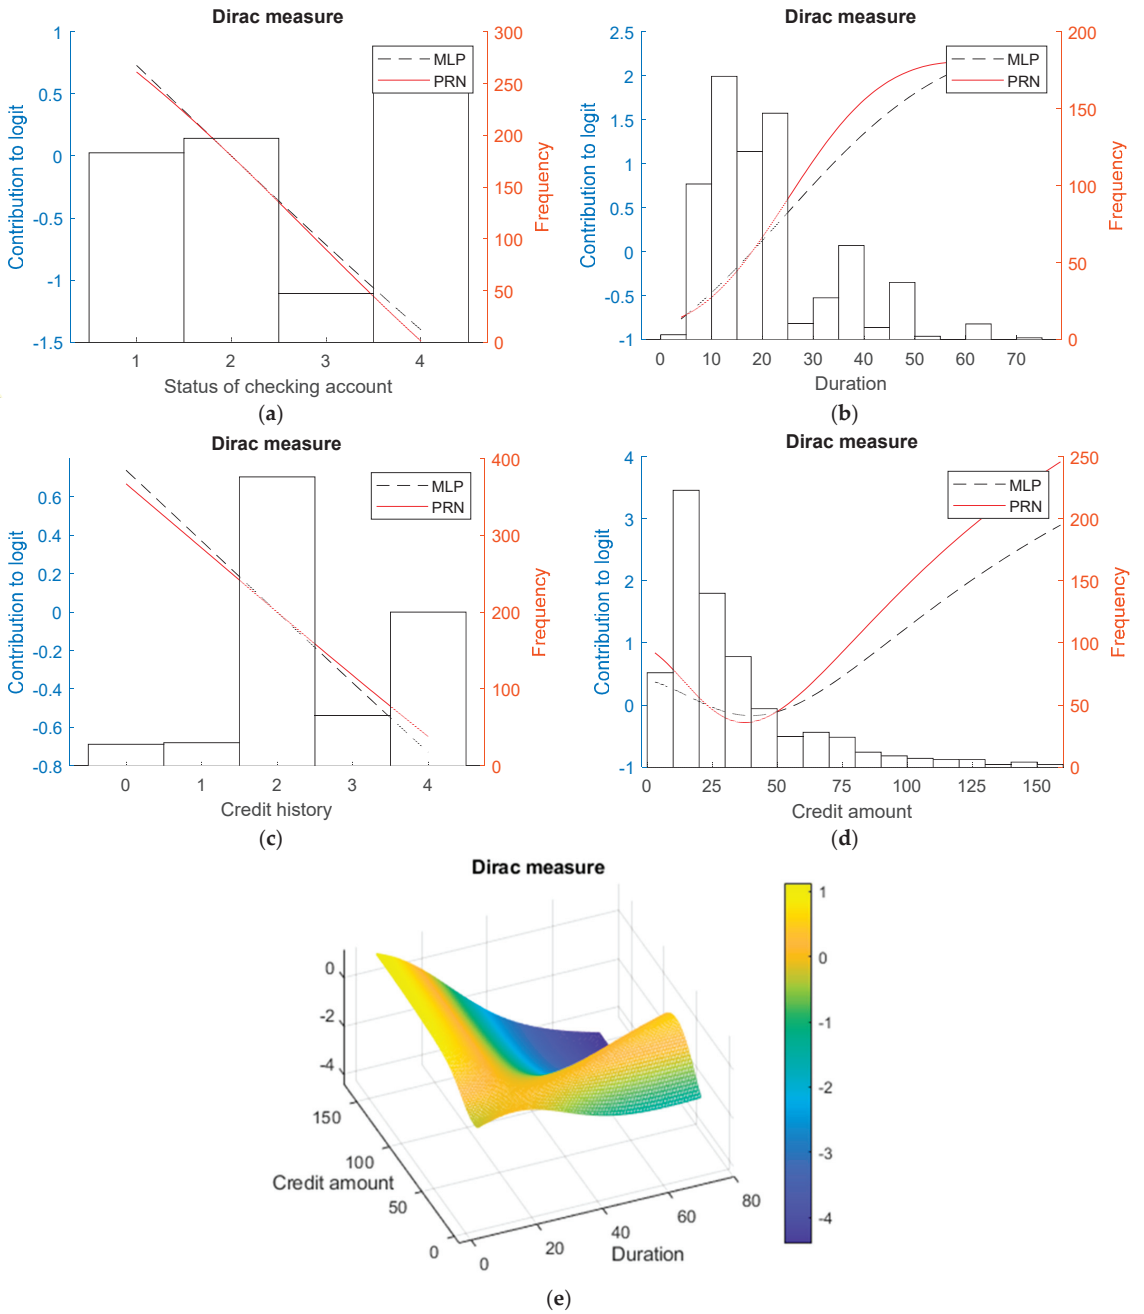 Dirac measure
1
0.5
0
-0.5
-1
-1.5
Contribution to logit
300
250
200
150
100
50
0
Frequency
MLP
PRN
1 2 3 4
Status of checking account
(a)
Dirac measure
2.5
2
1.5
1
0.5
0
-0.5
-1
Contribution to logit
200
150
100
50
0
Frequency
MLP
PRN
0 10 20 30 40 50 60 70
Duration
(b)
Dirac measure
0.6
0.4
0.2
0
-0.2
-0.4
-0.6
-0.8
Contribution to logit
400
300
200
100
0
Frequency
MLP
PRN
0 1 2 3 4
Credit history
(c)
Dirac measure
4
3
2
1
0
-1
Contribution to logit
250
200
150
100
50
0
Frequency
MLP
PRN
0 25 50 75 100 125 150
Credit amount
(d)
Dirac measure
0
-2
-4
150
100
50
0
Credit amount
0 20 40 60 80
Duration
1
0
-1
-2
-3
-4
(e)